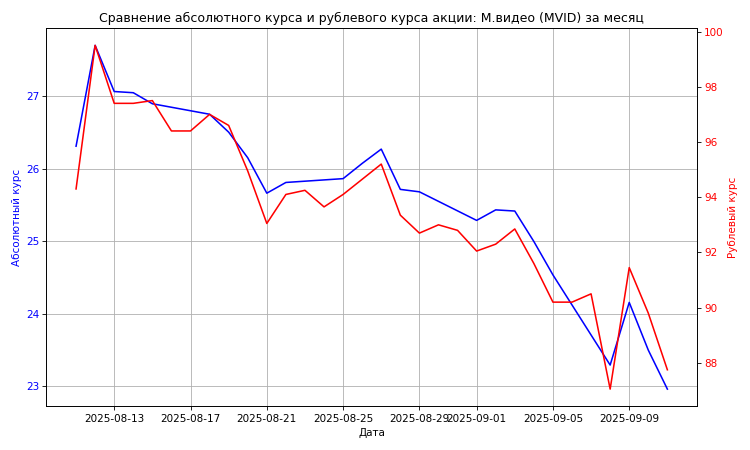 Сравнение абсолютного курса и рублевого курса акции: М.видео (MVID) за месяц
Абсолютный курс
27
26
25
24
23
100
98
96
94
92
90
88
Рублевый курс
2025-08-13 2025-08-17 2025-08-21 2025-08-25 2025-08-29 2025-09-01 2025-09-05 2025-09-09
Дата